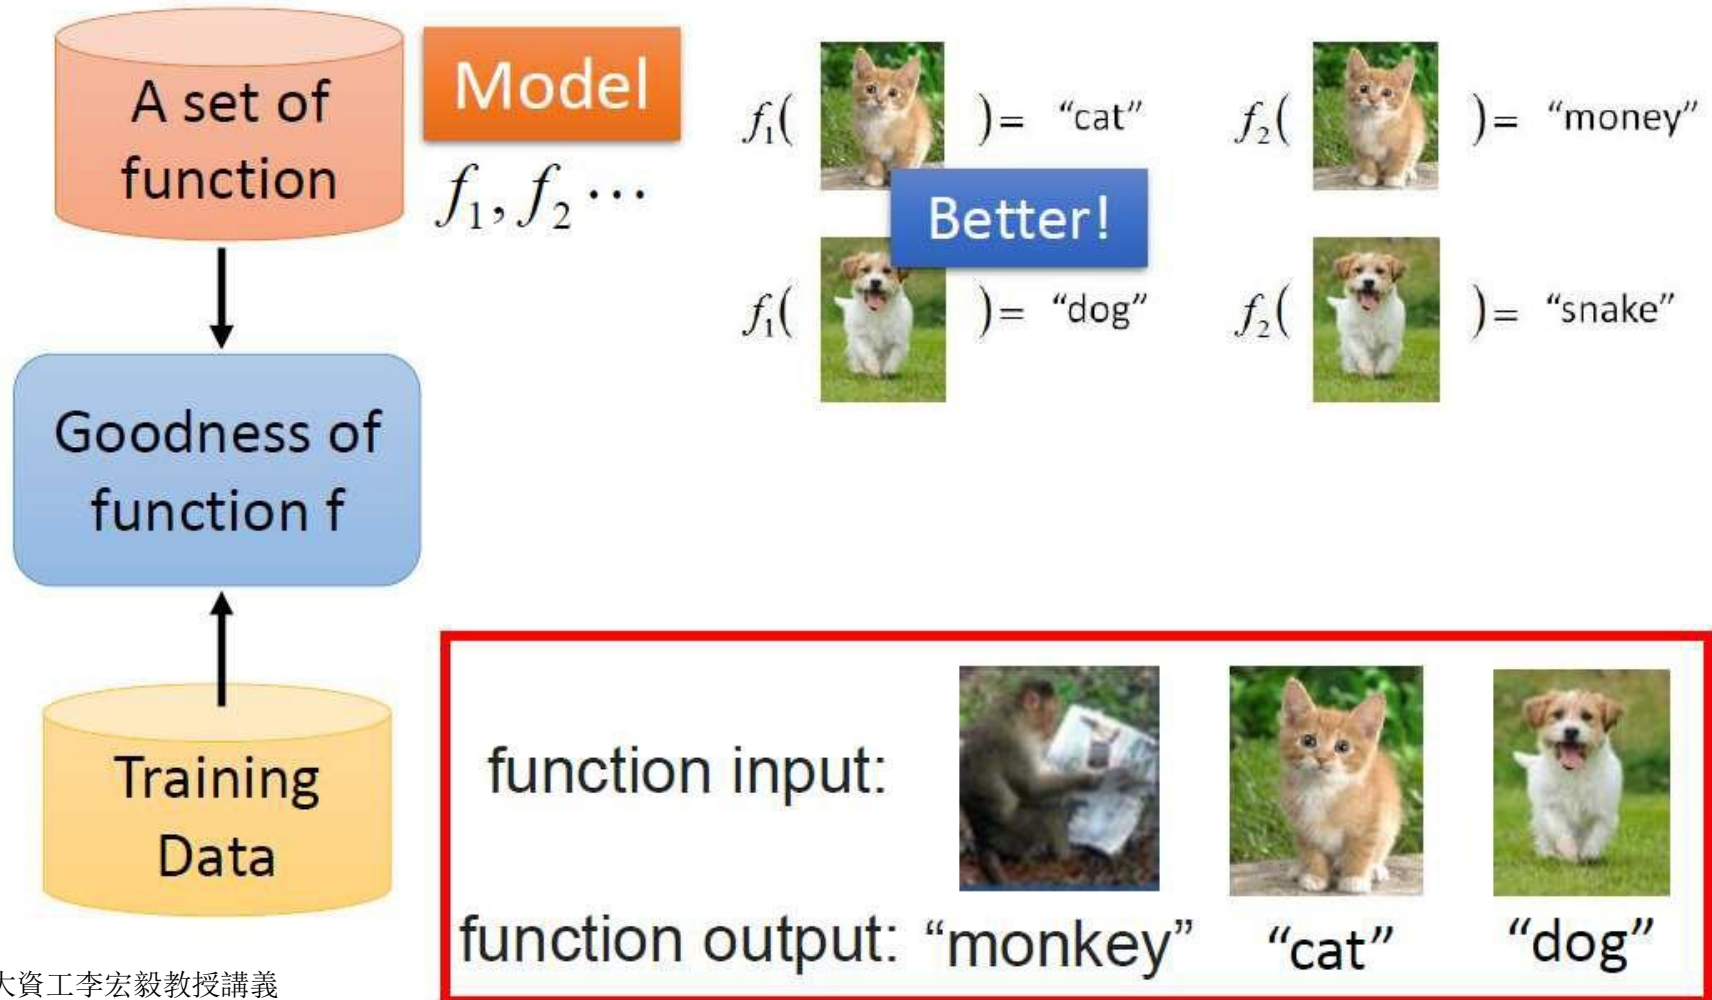 A set of
function
Model
f₁, f₂ ⋯
f₁( )= “cat”
f₂( )= “money”
Better!
f₁( )= “dog”
f₂( )= “snake”
Goodness of
function f
Training
Data
function input:
function output: “monkey” “cat” “dog”
大資工李宏毅教授講義